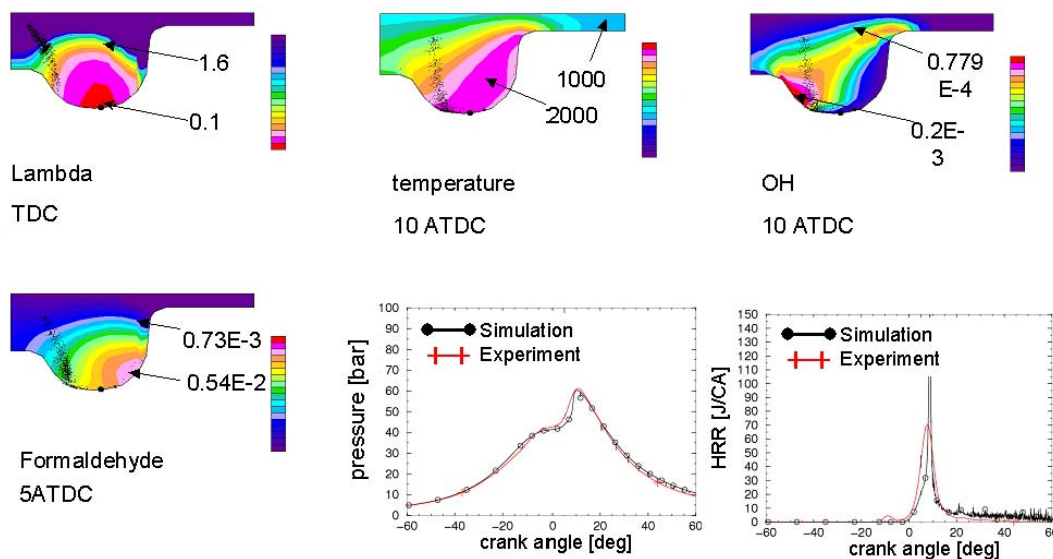 1.6
0.1
Lambda
TDC
1000
2000
temperature
10 ATDC
0.779
E-4
0.2E-
3
OH
10 ATDC
0.73E-3
0.54E-2
Formaldehyde
5ATDC
100
90
80
70
60
50
40
30
20
10
0
pressure [bar]
Simulation
Experiment
-60 -40 -20 0 20 40 60
crank angle [deg]
150
140
130
120
110
100
90
80
70
60
50
40
30
20
10
0
HRR [J/CA]
Simulation
Experiment
-60 -40 -20 0 20 40 60
crank angle [deg]